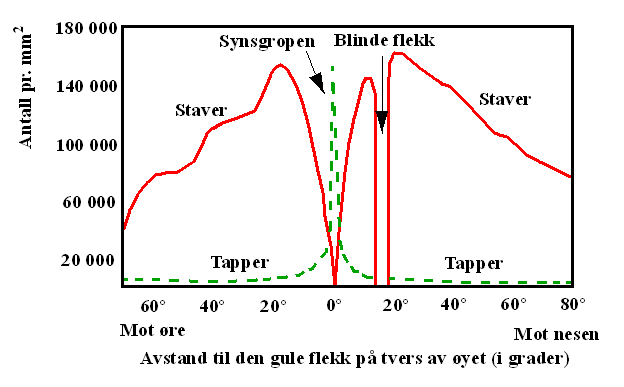 Antall pr. mm²
180 000
140 000
100 000
60 000
20 000
Synsgropen
Blinde flekk
Staver
Staver
Tapper
Tapper
60° 40° 20° 0° 20° 40° 60° 80°
Mot ore
Mot nesen
Avstand til den gule flekk på tvers av oyet (i grader)